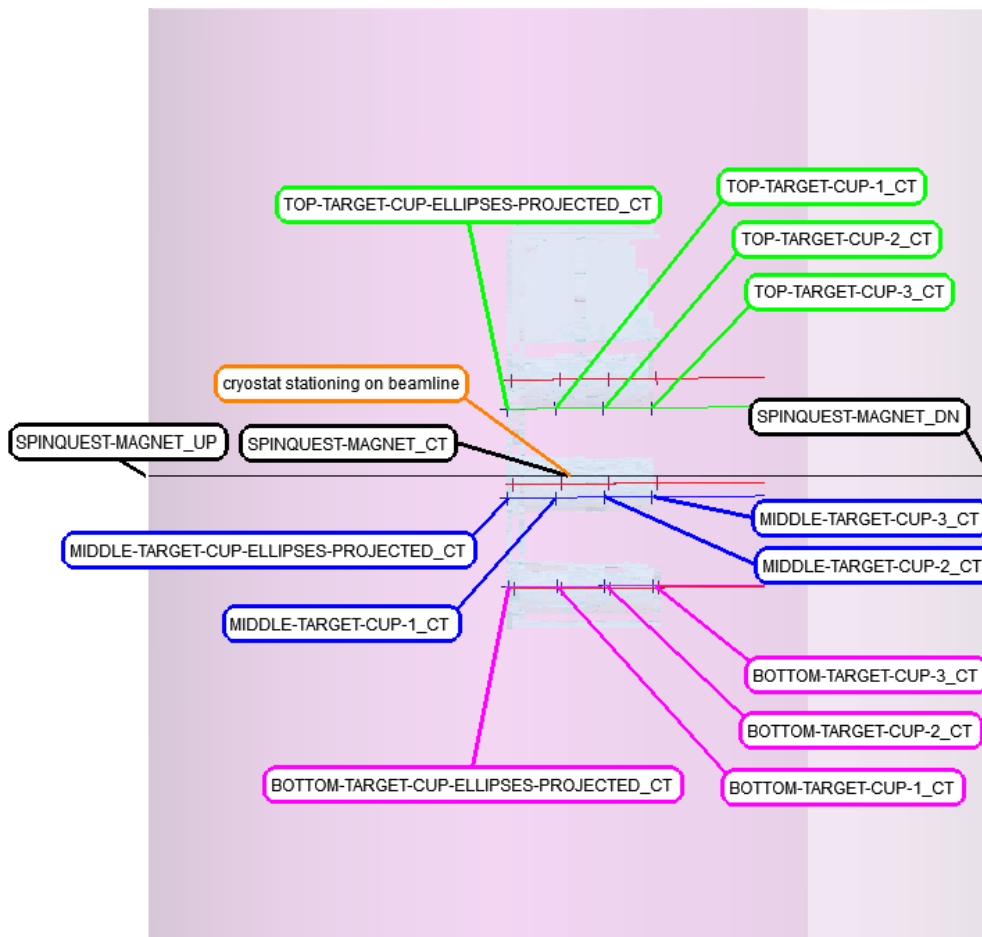 TOP-TARGET-CUP-1_CT
TOP-TARGET-CUP-ELLIPSES-PROJECTED_CT
TOP-TARGET-CUP-2_CT
TOP-TARGET-CUP-3_CT
cryostat stationing on beamline
SPINQUEST-MAGNET_DN
SPINQUEST-MAGNET_UP
SPINQUEST-MAGNET_CT
MIDDLE-TARGET-CUP-3_CT
MIDDLE-TARGET-CUP-ELLIPSES-PROJECTED_CT
MIDDLE-TARGET-CUP-2_CT
MIDDLE-TARGET-CUP-1_CT
BOTTOM-TARGET-CUP-3_CT
BOTTOM-TARGET-CUP-2_CT
BOTTOM-TARGET-CUP-ELLIPSES-PROJECTED_CT
BOTTOM-TARGET-CUP-1_CT